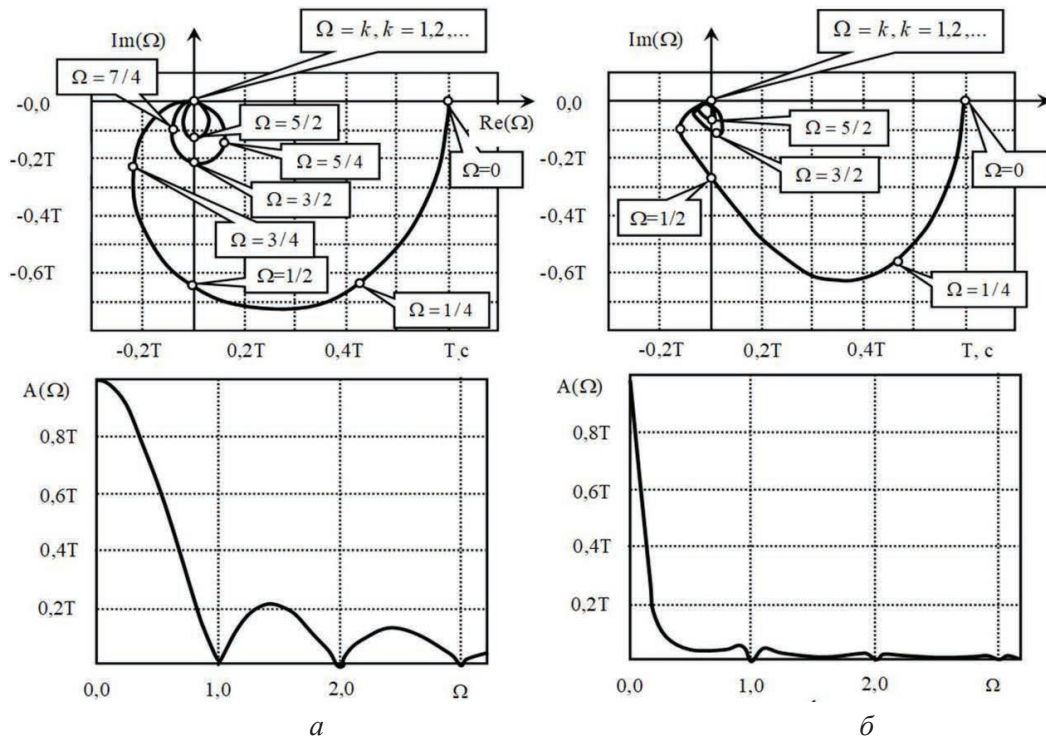 Im(Ω)
Ω = k, k = 1,2,...
Ω = 7/4
-0,0
Re(Ω)
Ω = 5/2
Ω = 5/4
-0,2T
Ω=0
Ω = 3/2
-0,4T
Ω = 3/4
Ω=1/2
-0,6T
Ω = 1/4
-0,2T
0,2T
0,4T
T, c
Im(Ω)
Ω = k, k = 1,2,...
0,0
Re(Ω)
Ω = 5/2
-0,2T
Ω = 3/2
Ω=0
Ω=1/2
-0,4T
-0,6T
Ω = 1/4
-0,2T
0,2T
0,4T
T, c
A(Ω)
0,8T
0,6T
0,4T
0,2T
0,0
1,0
2,0
Ω
а
A(Ω)
0,8T
0,6T
0,4T
0,2T
0,0
1,0
2,0
Ω
б